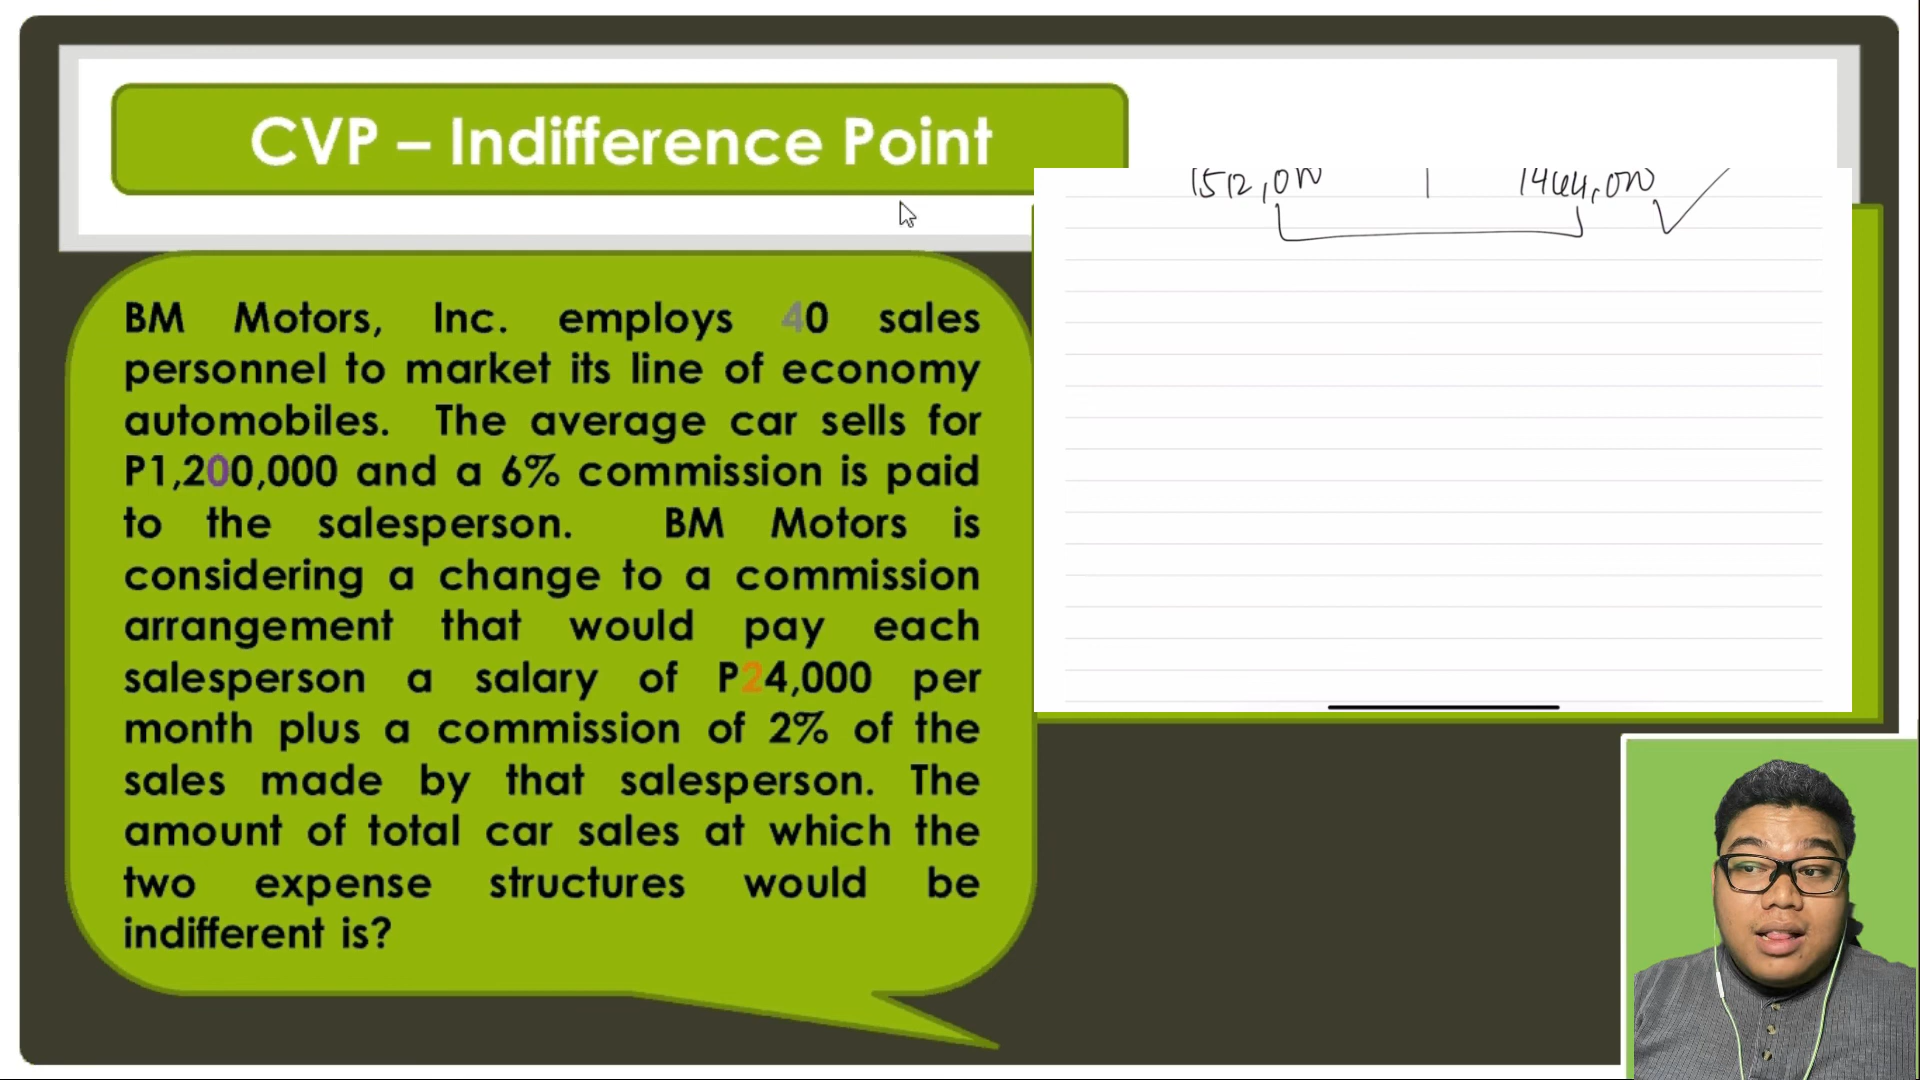 CVP – Indifference Point
1512,000 | 1464,000
BM Motors, Inc. employs 40 sales
personnel to market its line of economy
automobiles. The average car sells for
P1,200,000 and a 6% commission is paid
to the salesperson. BM Motors is
considering a change to a commission
arrangement that would pay each
salesperson a salary of P24,000 per
month plus a commission of 2% of the
sales made by that salesperson. The
amount of total car sales at which the
two expense structures would be
indifferent is?